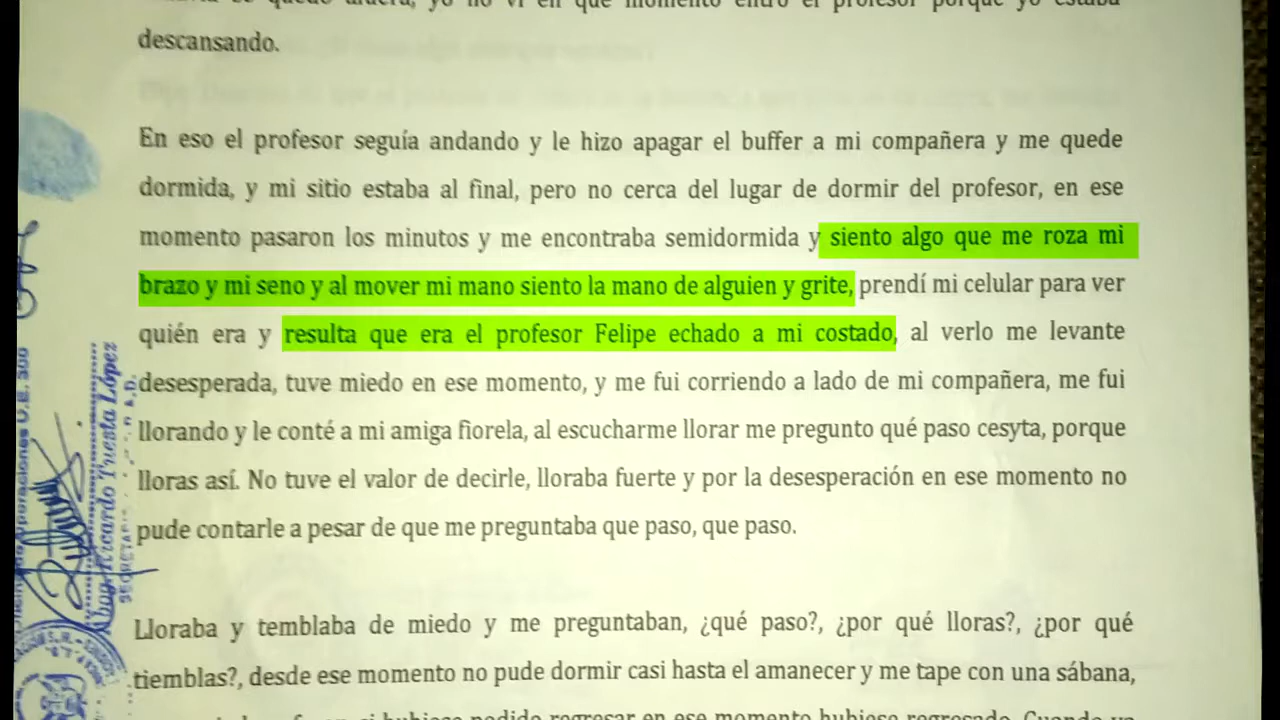 descansando.
En eso el profesor seguía andando y le hizo apagar el buffer a mi compañera y me quede
dormida, y mi sitio estaba al final, pero no cerca del lugar de dormir del profesor, en ese
momento pasaron los minutos y me encontraba semidormida y siento algo que me roza mi
brazo y mi seno y al mover mi mano siento la mano de alguien y grite, prendí mi celular para ver
quién era y resulta que era el profesor Felipe echado a mi costado, al verlo me levante
desesperada, tuve miedo en ese momento, y me fui corriendo a lado de mi compañera, me fui
llorando y le conté a mi amiga fiorela, al escucharme llorar me pregunto qué paso cesyta, porque
lloras así. No tuve el valor de decirle, lloraba fuerte y por la desesperación en ese momento no
pude contarle a pesar de que me preguntaba que paso, que paso.
Lloraba y temblaba de miedo y me preguntaban, ¿qué paso?, ¿por qué lloras?, ¿por qué
tiemblas?, desde ese momento no pude dormir casi hasta el amanecer y me tape con una sábana,
Abog. Ricardo Tuesta López